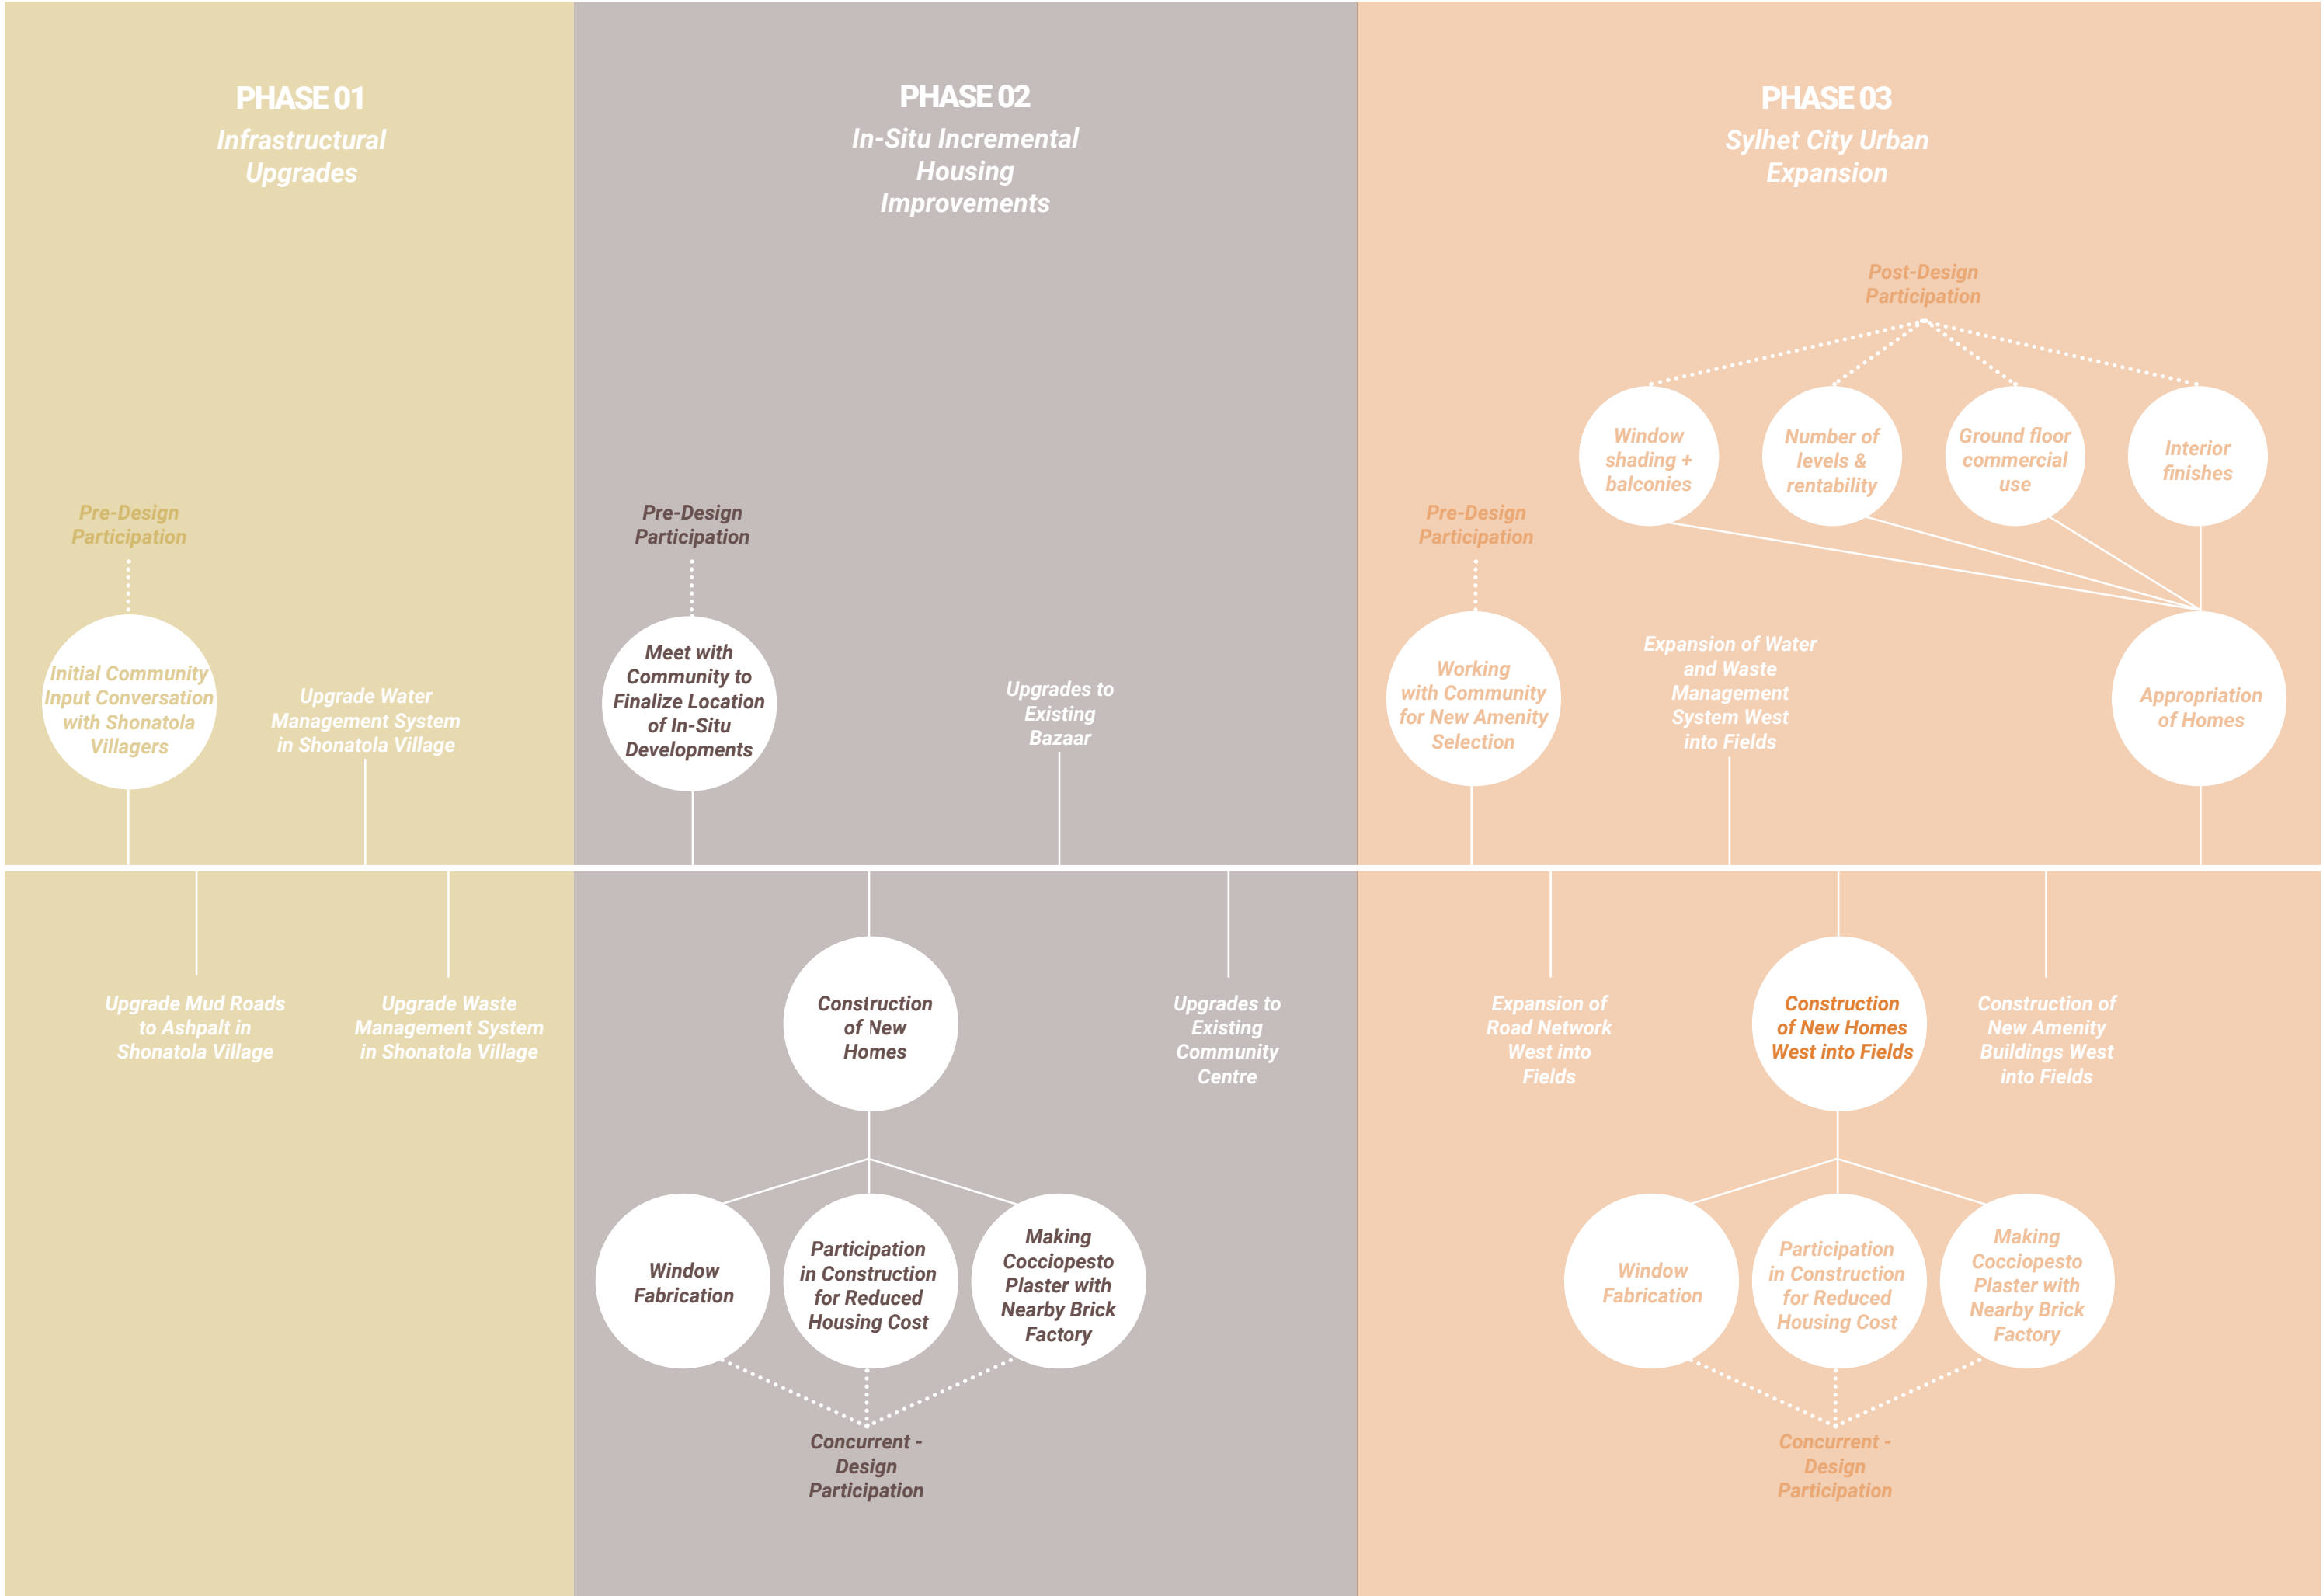 PHASE 01
Infrastructural
Upgrades
Pre-Design
Participation
Initial Community
Input Conversation
with Shonatola
Villagers
Upgrade Water
Management System
in Shonatola Village
Upgrade Mud Roads
to Ashpalt in
Shonatola Village
Upgrade Waste
Management System
in Shonatola Village
PHASE 02
In-Situ Incremental
Housing
Improvements
Pre-Design
Participation
Meet with
Community to
Finalize Location
of In-Situ
Developments
Upgrades to
Existing
Bazaar
Construction
of New
Homes
Upgrades to
Existing
Community
Centre
Window
Fabrication
Participation
in Construction
for Reduced
Housing Cost
Making
Cocciopesto
Plaster with
Nearby Brick
Factory
Concurrent -
Design
Participation
PHASE 03
Sylhet City Urban
Expansion
Post-Design
Participation
Window
shading +
balconies
Number of
levels &
rentability
Ground floor
commercial
use
Interior
finishes
Pre-Design
Participation
Working
with Community
for New Amenity
Selection
Expansion of Water
and Waste
Management
System West
into Fields
Appropriation
of Homes
Expansion of
Road Network
West into
Fields
Construction
of New Homes
West into Fields
Construction of
New Amenity
Buildings West
into Fields
Window
Fabrication
Participation
in Construction
for Reduced
Housing Cost
Making
Cocciopesto
Plaster with
Nearby Brick
Factory
Concurrent -
Design
Participation